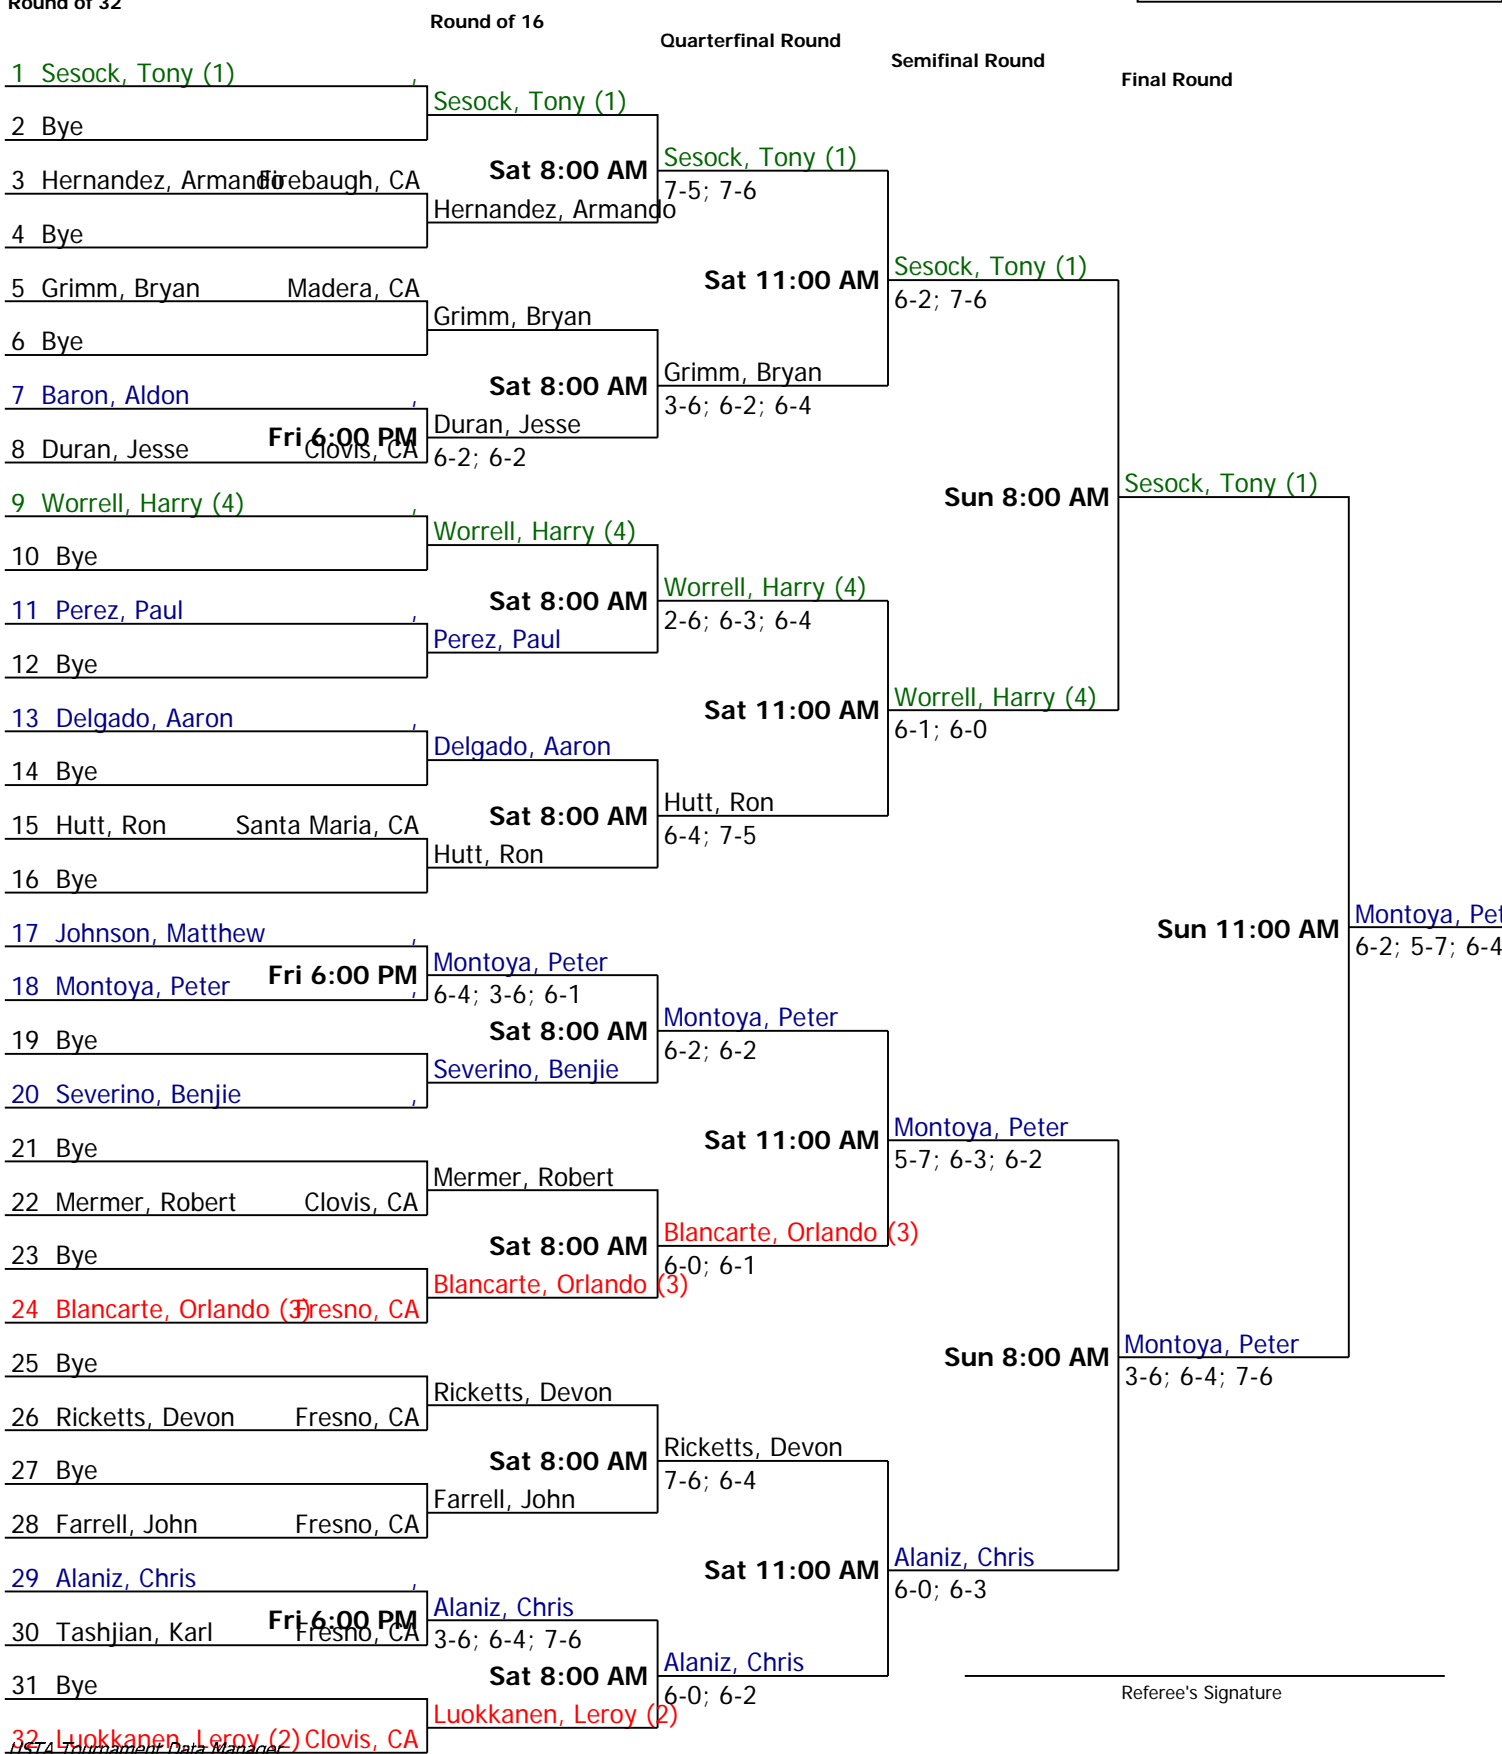 Round of 32
Round of 16
Quarterfinal Round
Semifinal Round
Final Round
1 Sesock, Tony (1) ,
2 Bye
3 Hernandez, Armando Firebaugh, CA
4 Bye
5 Grimm, Bryan Madera, CA
6 Bye
7 Baron, Aldon ,
8 Duran, Jesse Clovis, CA
Fri 6:00 PM
9 Worrell, Harry (4) ,
10 Bye
11 Perez, Paul ,
12 Bye
13 Delgado, Aaron ,
14 Bye
15 Hutt, Ron Santa Maria, CA
16 Bye
17 Johnson, Matthew ,
Fri 6:00 PM
18 Montoya, Peter ,
19 Bye
20 Severino, Benjie ,
21 Bye
22 Mermer, Robert Clovis, CA
23 Bye
24 Blancarte, Orlando (3) Fresno, CA
25 Bye
26 Ricketts, Devon Fresno, CA
27 Bye
28 Farrell, John Fresno, CA
29 Alaniz, Chris ,
Fri 6:00 PM
30 Tashjian, Karl Fresno, CA
31 Bye
32 Luokkanen, Leroy (2) Clovis, CA
USTA Tournament Data Manager
Sesock, Tony (1)
Sat 8:00 AM
Hernandez, Armando
Grimm, Bryan
Sat 8:00 AM
Duran, Jesse
6-2; 6-2
Worrell, Harry (4)
Sat 8:00 AM
Perez, Paul
Delgado, Aaron
Sat 8:00 AM
Hutt, Ron
Montoya, Peter
6-4; 3-6; 6-1
Sat 8:00 AM
Severino, Benjie
Mermer, Robert
Sat 8:00 AM
Blancarte, Orlando (3)
Ricketts, Devon
Sat 8:00 AM
Farrell, John
Alaniz, Chris
3-6; 6-4; 7-6
Sat 8:00 AM
Luokkanen, Leroy (2)
Sesock, Tony (1)
7-5; 7-6
Sat 11:00 AM
Grimm, Bryan
3-6; 6-2; 6-4
Worrell, Harry (4)
2-6; 6-3; 6-4
Sat 11:00 AM
Hutt, Ron
6-4; 7-5
Montoya, Peter
6-2; 6-2
Sat 11:00 AM
Blancarte, Orlando (3)
6-0; 6-1
Ricketts, Devon
7-6; 6-4
Sat 11:00 AM
Alaniz, Chris
6-0; 6-2
Sesock, Tony (1)
6-2; 7-6
Sun 8:00 AM
Worrell, Harry (4)
6-1; 6-0
Montoya, Peter
5-7; 6-3; 6-2
Sun 8:00 AM
Alaniz, Chris
6-0; 6-3
Sesock, Tony (1)
Sun 11:00 AM
Montoya, Peter
3-6; 6-4; 7-6
Montoya, Pet
6-2; 5-7; 6-4
Referee's Signature